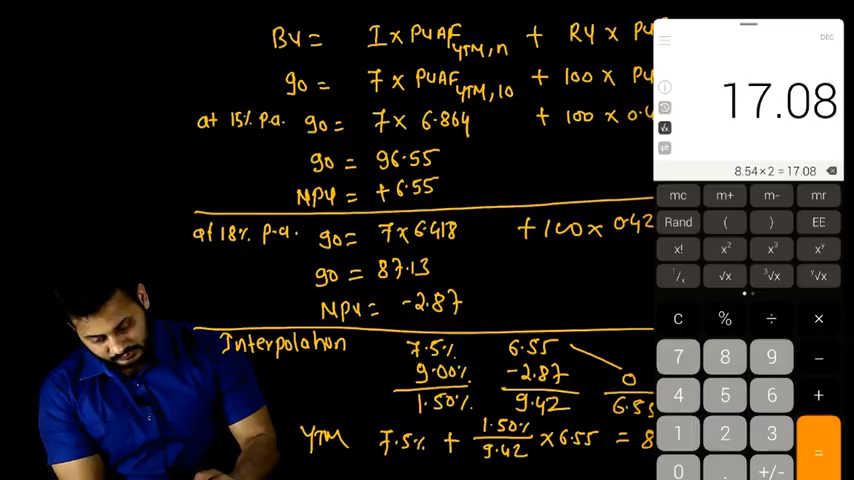 BV = I x PVAF YTM, n + RV x PV
90 = 7 x PVAF YTM, 10 + 100 x PV
at 15% p.a. 90 = 7 x 6.864 + 100 x 0.4
90 = 96.55
NPV = + 6.55
at 18% p.a. 90 = 7 x 6.418 + 100 x 0.42
90 = 87.13
NPV = -2.87
Interpolation 7.5% 6.55
9.00% -2.87 0
1.50% 9.42 6.55
YTM 7.5% + 1.50% / 9.42 x 6.55 = 8
DEC
17.08
8.54×2 = 17.08
mc m+ m- mr
Rand ( ) EE
x! x² x³ xʸ
¹/x √x ³√x ʸ√x
C % ÷ ×
7 8 9 −
4 5 6 +
1 2 3 =
0 . +/-